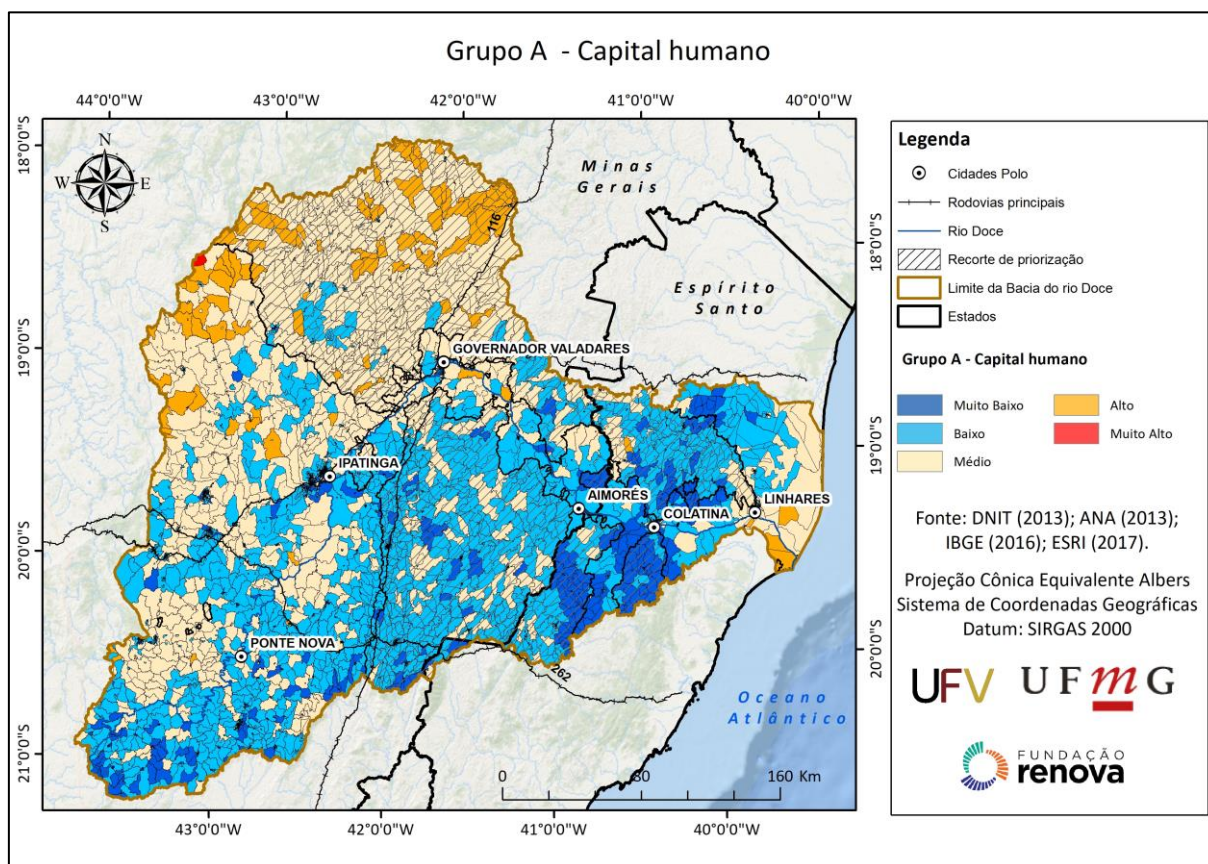 Grupo A - Capital humano
44°0'0"W 43°0'0"W 42°0'0"W 41°0'0"W 40°0'0"W
18°0'0"S
19°0'0"S
20°0'0"S
21°0'0"S
N
W E
S
Minas
Gerais
116
Espírito
Santo
GOVERNADOR VALADARES
IPATINGA
AIMORÉS
COLATINA
LINHARES
PONTE NOVA
262
Oceano
Atlântico
0 80 160 Km
18°0'0"S
19°0'0"S
20°0'0"S
43°0'0"W 42°0'0"W 41°0'0"W 40°0'0"W
Legenda
Cidades Polo
Rodovias principais
Rio Doce
Recorte de priorização
Limite da Bacia do rio Doce
Estados
Grupo A - Capital humano
Muito Baixo Alto
Baixo Muito Alto
Médio
Fonte: DNIT (2013); ANA (2013);
IBGE (2016); ESRI (2017).
Projeção Cônica Equivalente Albers
Sistema de Coordenadas Geográficas
Datum: SIRGAS 2000
UFV UFmG
FUNDAÇÃO
renova